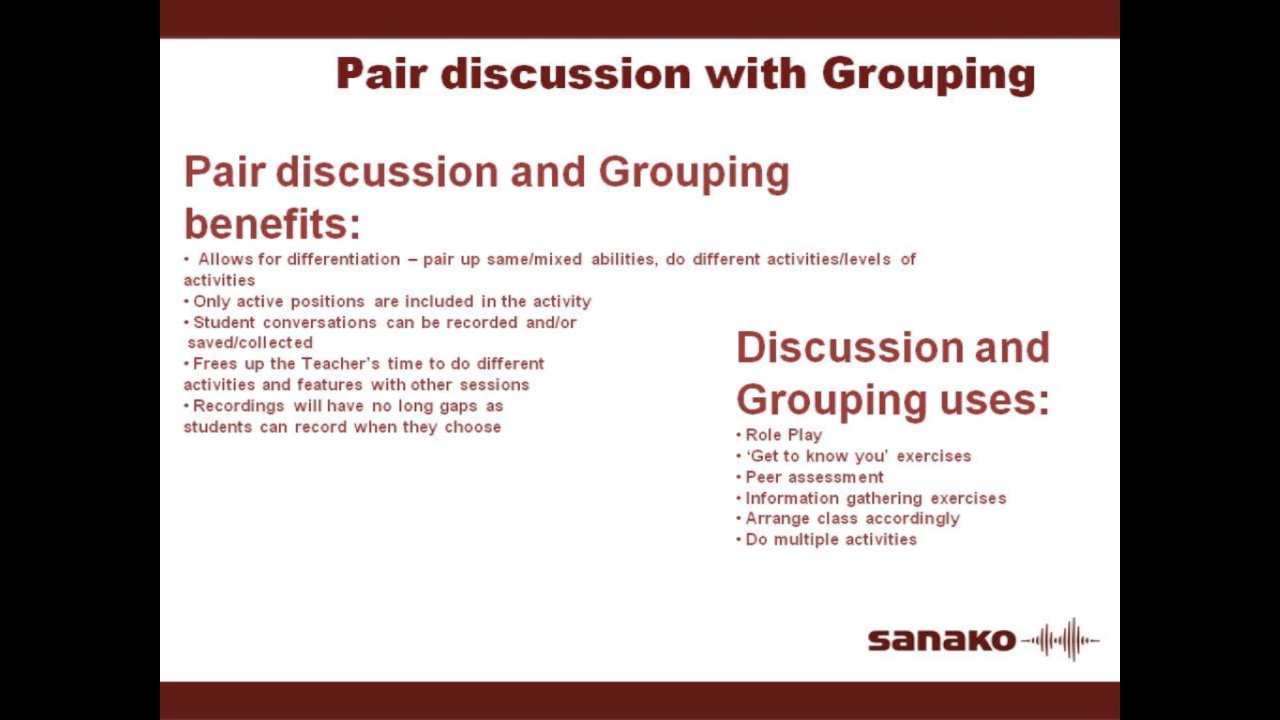 Pair discussion with Grouping
Pair discussion and Grouping
benefits:
• Allows for differentiation – pair up same/mixed abilities, do different activities/levels of
activities
• Only active positions are included in the activity
• Student conversations can be recorded and/or
saved/collected
• Frees up the Teacher's time to do different
activities and features with other sessions
• Recordings will have no long gaps as
students can record when they choose
Discussion and
Grouping uses:
• Role Play
• ‘Get to know you’ exercises
• Peer assessment
• Information gathering exercises
• Arrange class accordingly
• Do multiple activities
sanako